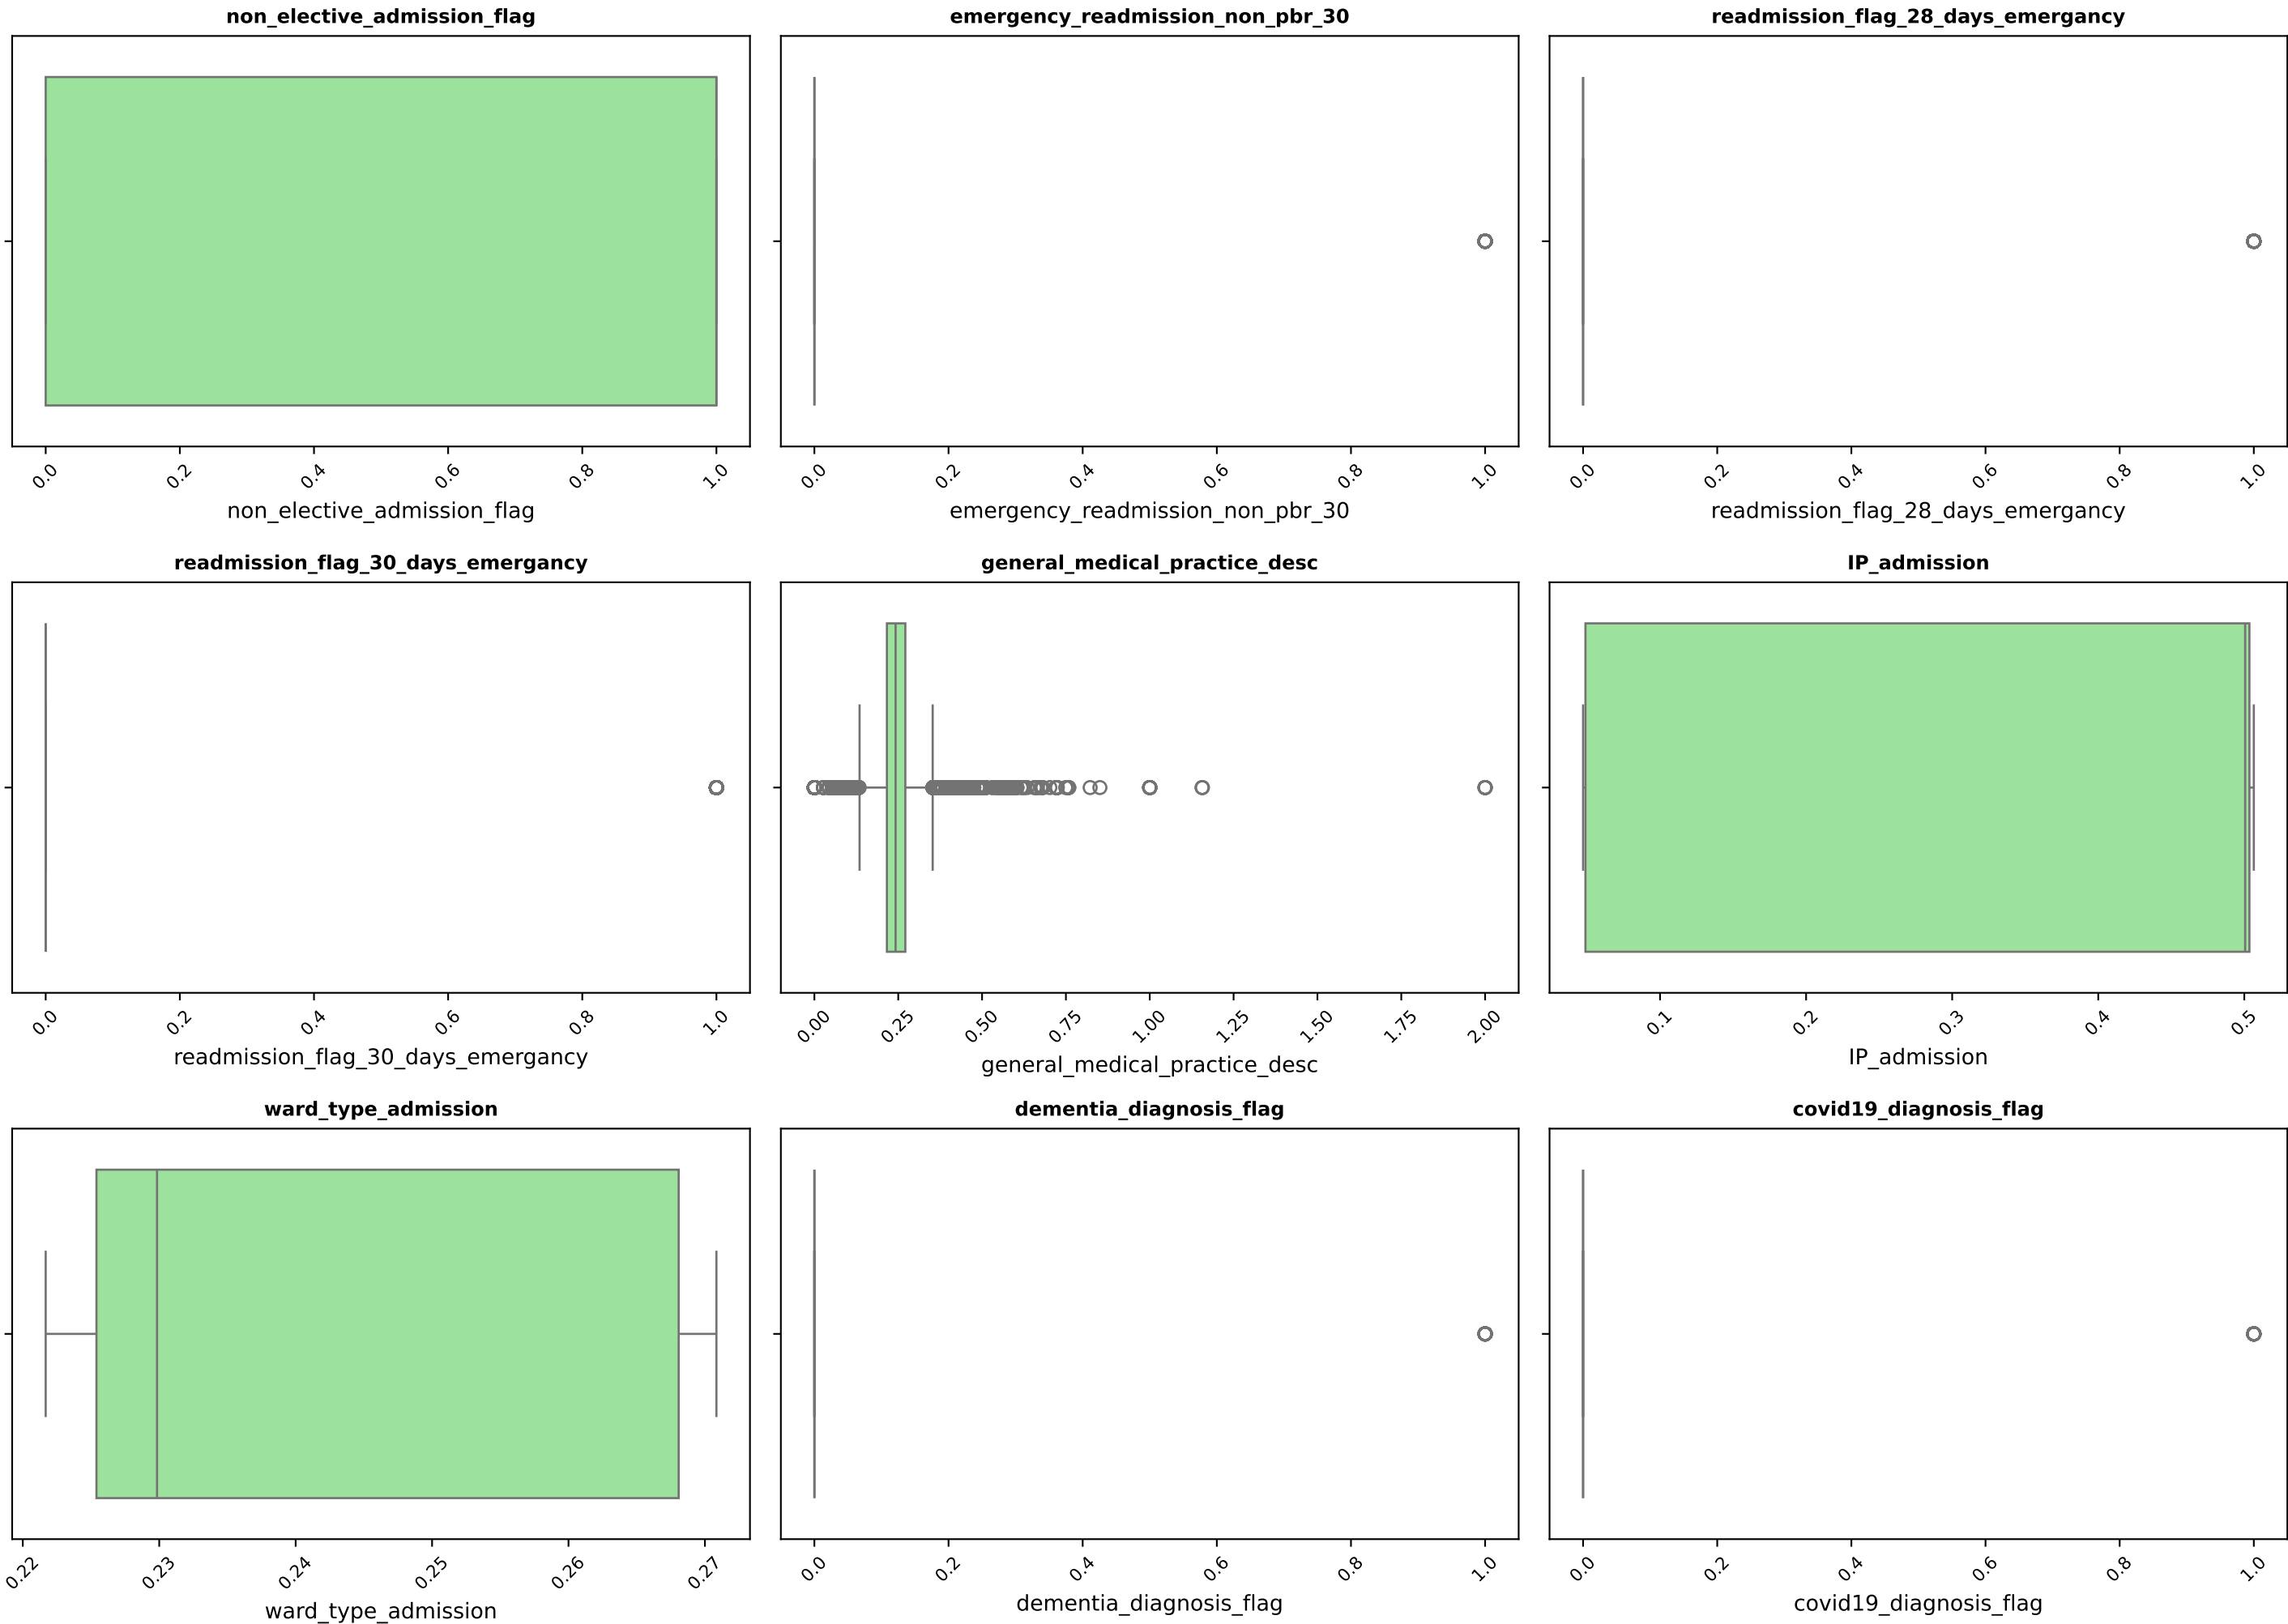 non_elective_admission_flag
emergency_readmission_non_pbr_30
readmission_flag_28_days_emergancy
0.0 0.2 0.4 0.6 0.8 1.0
0.0 0.2 0.4 0.6 0.8 1.0
0.0 0.2 0.4 0.6 0.8 1.0
non_elective_admission_flag
emergency_readmission_non_pbr_30
readmission_flag_28_days_emergancy
readmission_flag_30_days_emergancy
general_medical_practice_desc
IP_admission
0.0 0.2 0.4 0.6 0.8 1.0
0.00 0.25 0.50 0.75 1.00 1.25 1.50 1.75 2.00
0.1 0.2 0.3 0.4 0.5
readmission_flag_30_days_emergancy
general_medical_practice_desc
IP_admission
ward_type_admission
dementia_diagnosis_flag
covid19_diagnosis_flag
0.22 0.23 0.24 0.25 0.26 0.27
0.0 0.2 0.4 0.6 0.8 1.0
0.0 0.2 0.4 0.6 0.8 1.0
ward_type_admission
dementia_diagnosis_flag
covid19_diagnosis_flag